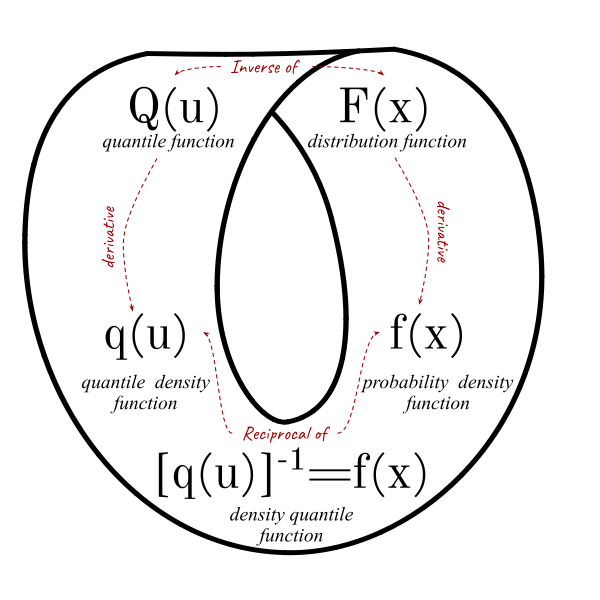 Inverse of
Q(u)
quantile function
F(x)
distribution function
derivative
derivative
q(u)
quantile density
function
f(x)
probability density
function
Reciprocal of
[q(u)]⁻¹=f(x)
density quantile
function